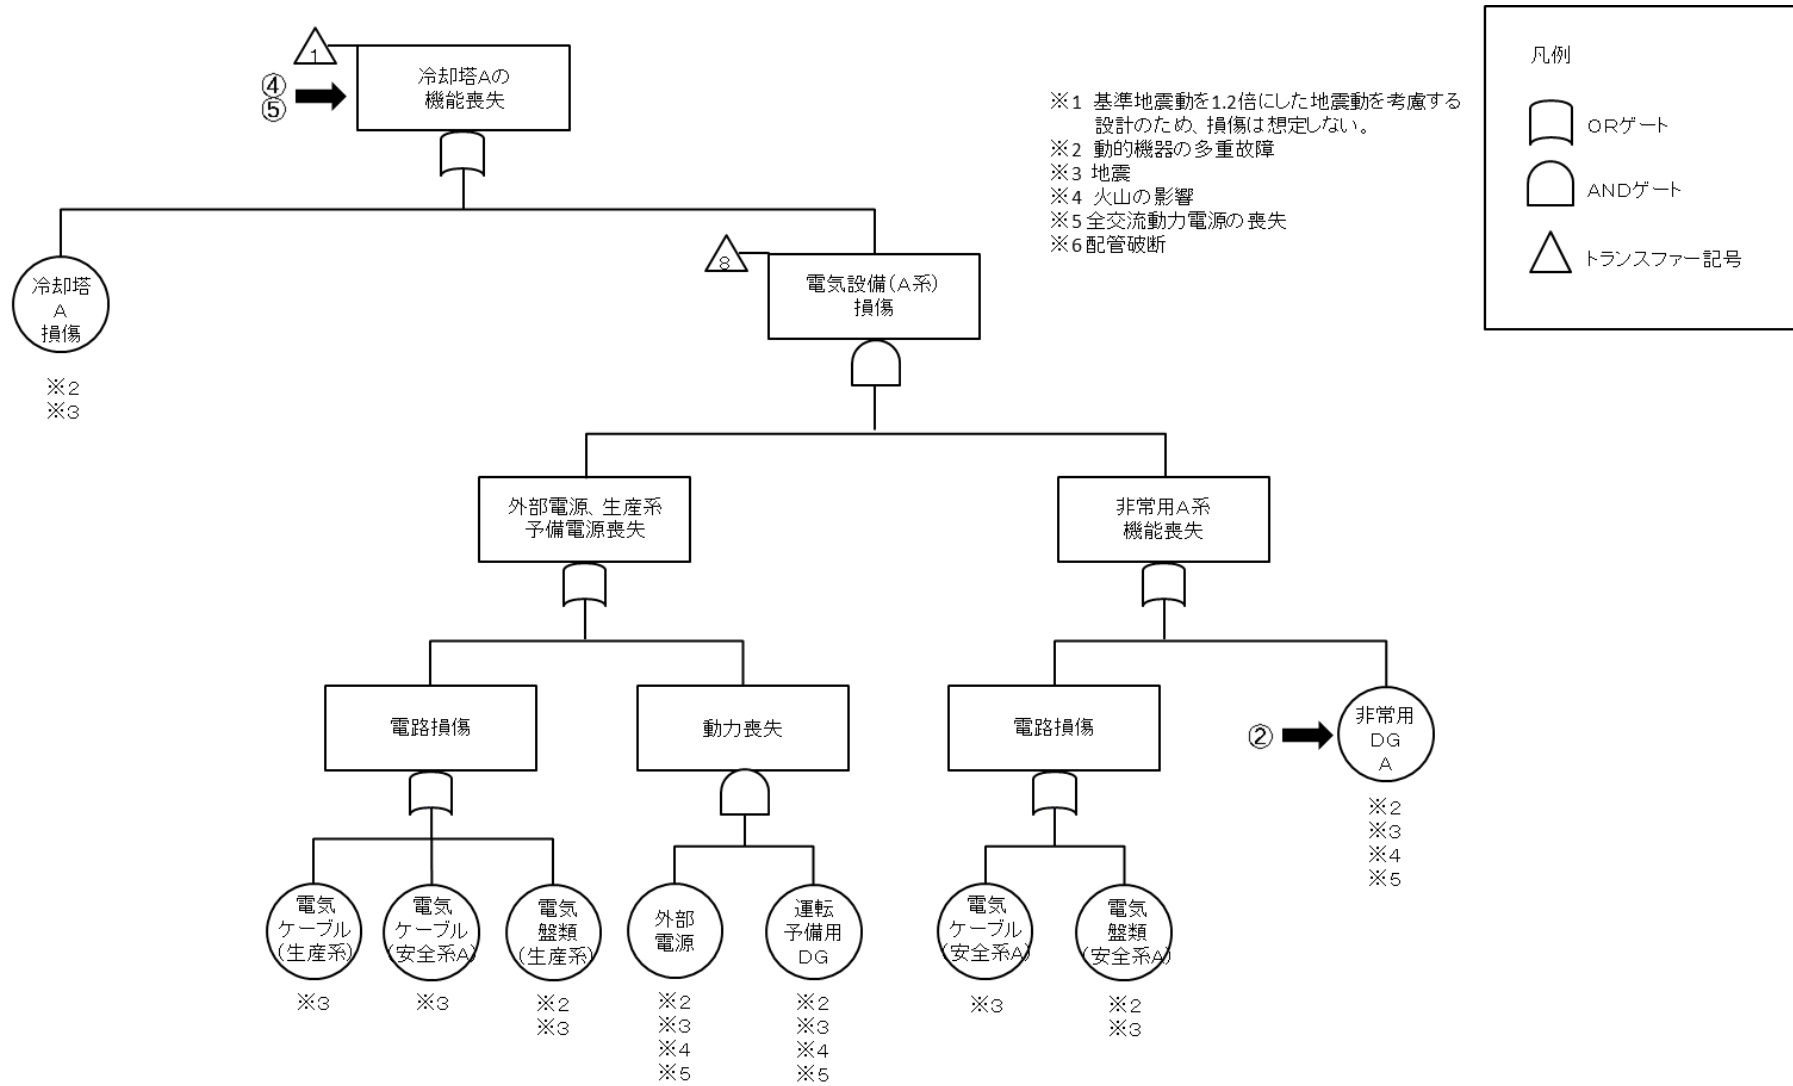 1
冷却塔Aの
機能喪失
④
⑤
※1 基準地震動を1.2倍にした地震動を考慮する
設計のため、損傷は想定しない。
※2 動的機器の多重故障
※3 地震
※4 火山の影響
※5 全交流動力電源の喪失
※6 配管破断
凡例
ORゲート
ANDゲート
トランスファー記号
冷却塔
A
損傷
※2
※3
8
電気設備(A系)
損傷
外部電源、生産系
予備電源喪失
非常用A系
機能喪失
電路損傷
動力喪失
電路損傷
②
非常用
DG
A
※2
※3
※4
※5
電気
ケーブル
(生産系)
※3
電気
ケーブル
(安全系A)
※3
電気
盤類
(生産系)
※2
※3
外部
電源
※2
※3
※4
※5
運転
予備用
DG
※2
※3
※4
※5
電気
ケーブル
(安全系A)
※3
電気
盤類
(安全系A)
※2
※3